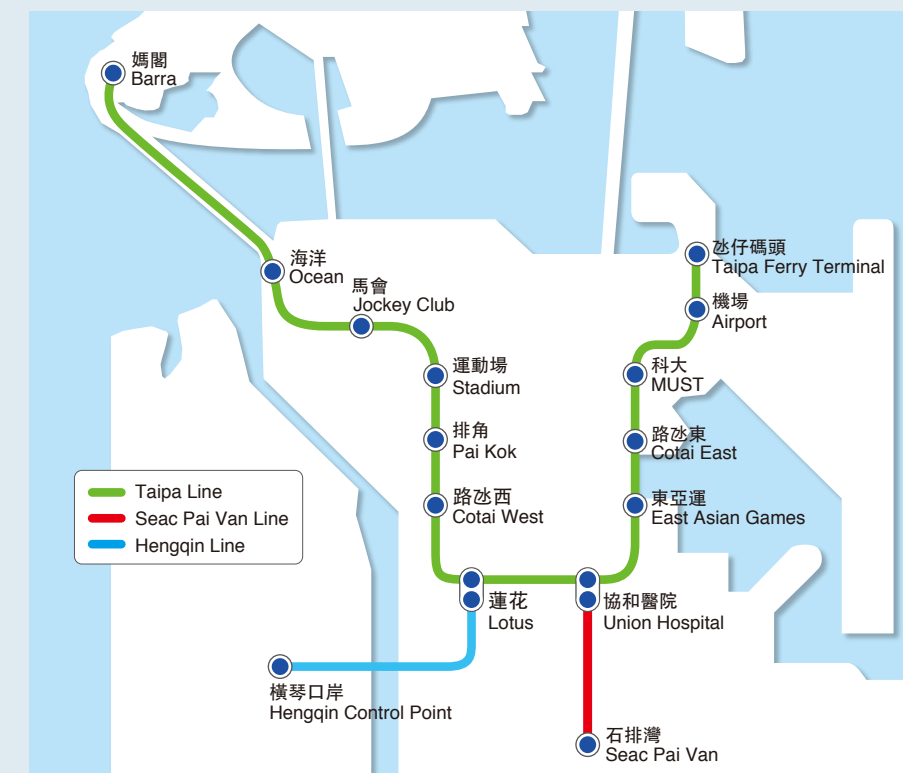 媽閣
Barra
海洋
Ocean
馬會
Jockey Club
運動場
Stadium
排角
Pai Kok
路氹西
Cotai West
蓮花
Lotus
協和醫院
Union Hospital
東亞運
East Asian Games
路氹東
Cotai East
科大
MUST
機場
Airport
氹仔碼頭
Taipa Ferry Terminal
Taipa Line
Seac Pai Van Line
Hengqin Line
橫琴口岸
Hengqin Control Point
石排灣
Seac Pai Van